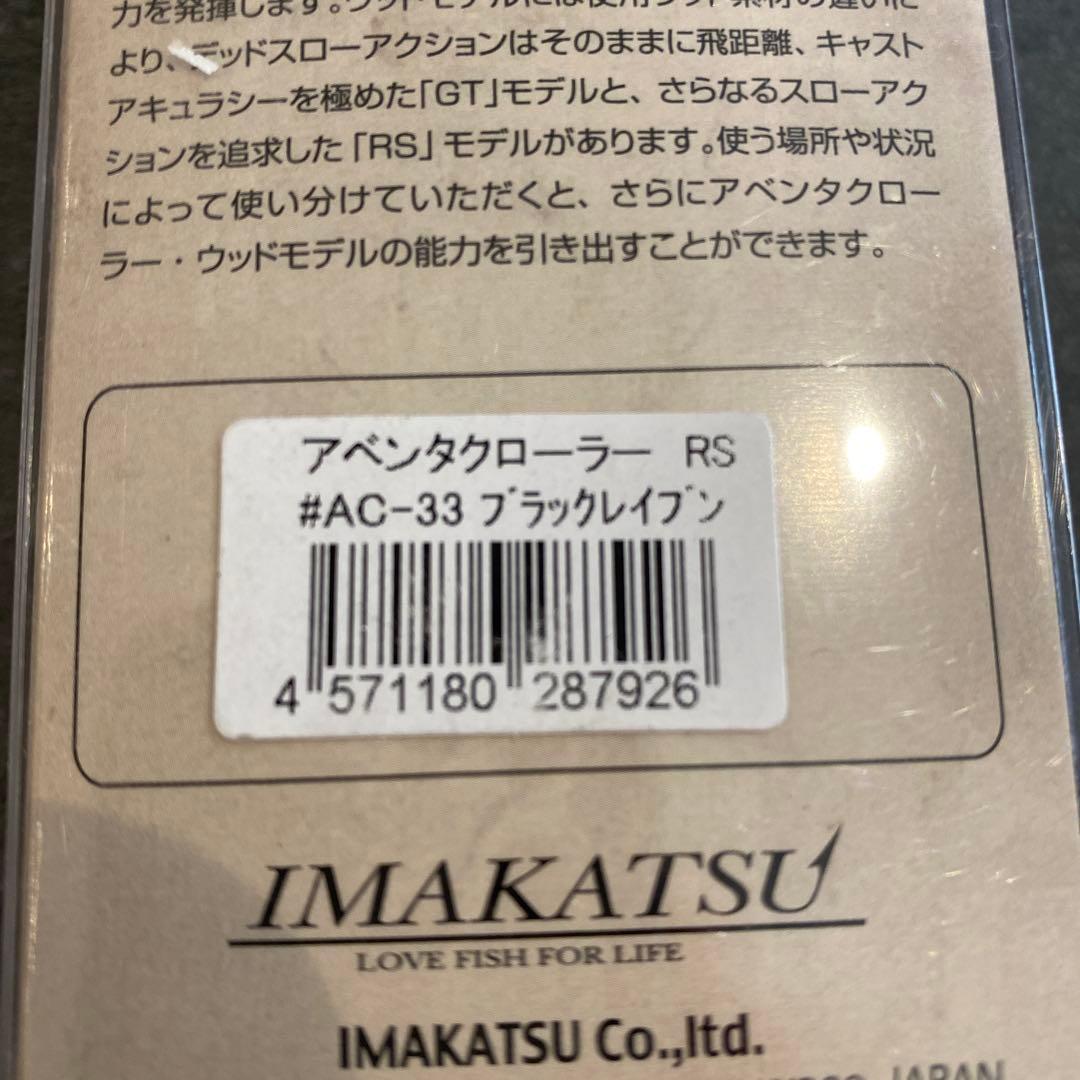 力を発揮します。ウッドモデルには使用ウッド素材の違いに
より、デッドスローアクションはそのままに飛距離、キャスト
アキュラシーを極めた「GT」モデルと、さらなるスローアク
ションを追求した「RS」モデルがあります。使う場所や状況
によって使い分けていただくと、さらにアベンタクロー
ラー・ウッドモデルの能力を引き出すことができます。
アベンタクローラー RS
#AC-33 ﾌﾞﾗｯｸﾚｲﾌﾞﾝ
4 571180 287926
IMAKATSU
LOVE FISH FOR LIFE
IMAKATSU Co.,ltd.
JAPAN